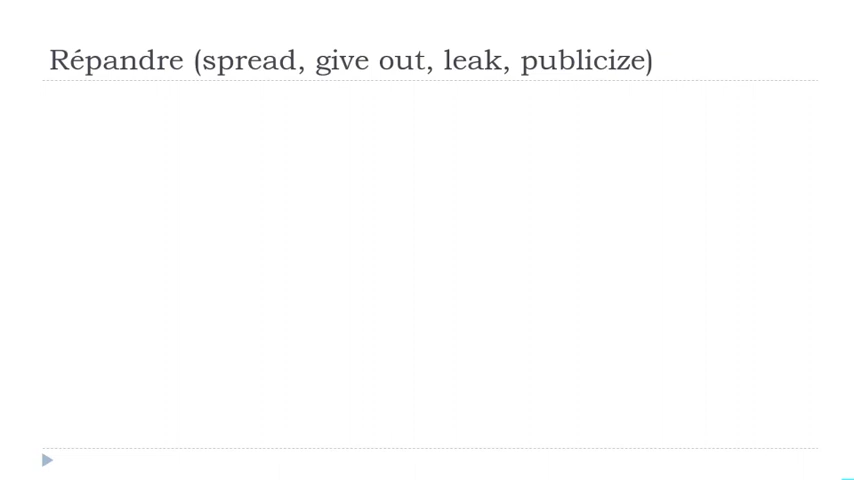 Répandre (spread, give out, leak, publicize)